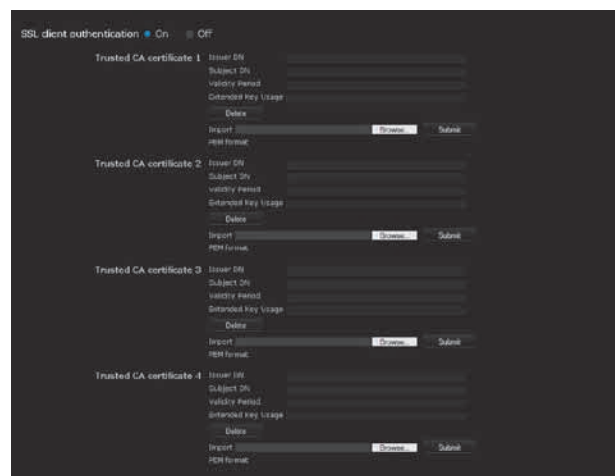 SSL client authentication On Off
Trusted CA certificate 1 Issuer DN
Subject DN
Validity Period
Extended Key Usage
Delete
Import Browse... Submit
PEM format
Trusted CA certificate 2 Issuer DN
Subject DN
Validity Period
Extended Key Usage
Delete
Import Browse... Submit
PEM format
Trusted CA certificate 3 Issuer DN
Subject DN
Validity Period
Extended Key Usage
Delete
Import Browse... Submit
PEM format
Trusted CA certificate 4 Issuer DN
Subject DN
Validity Period
Extended Key Usage
Delete
Import Browse... Submit
PEM format